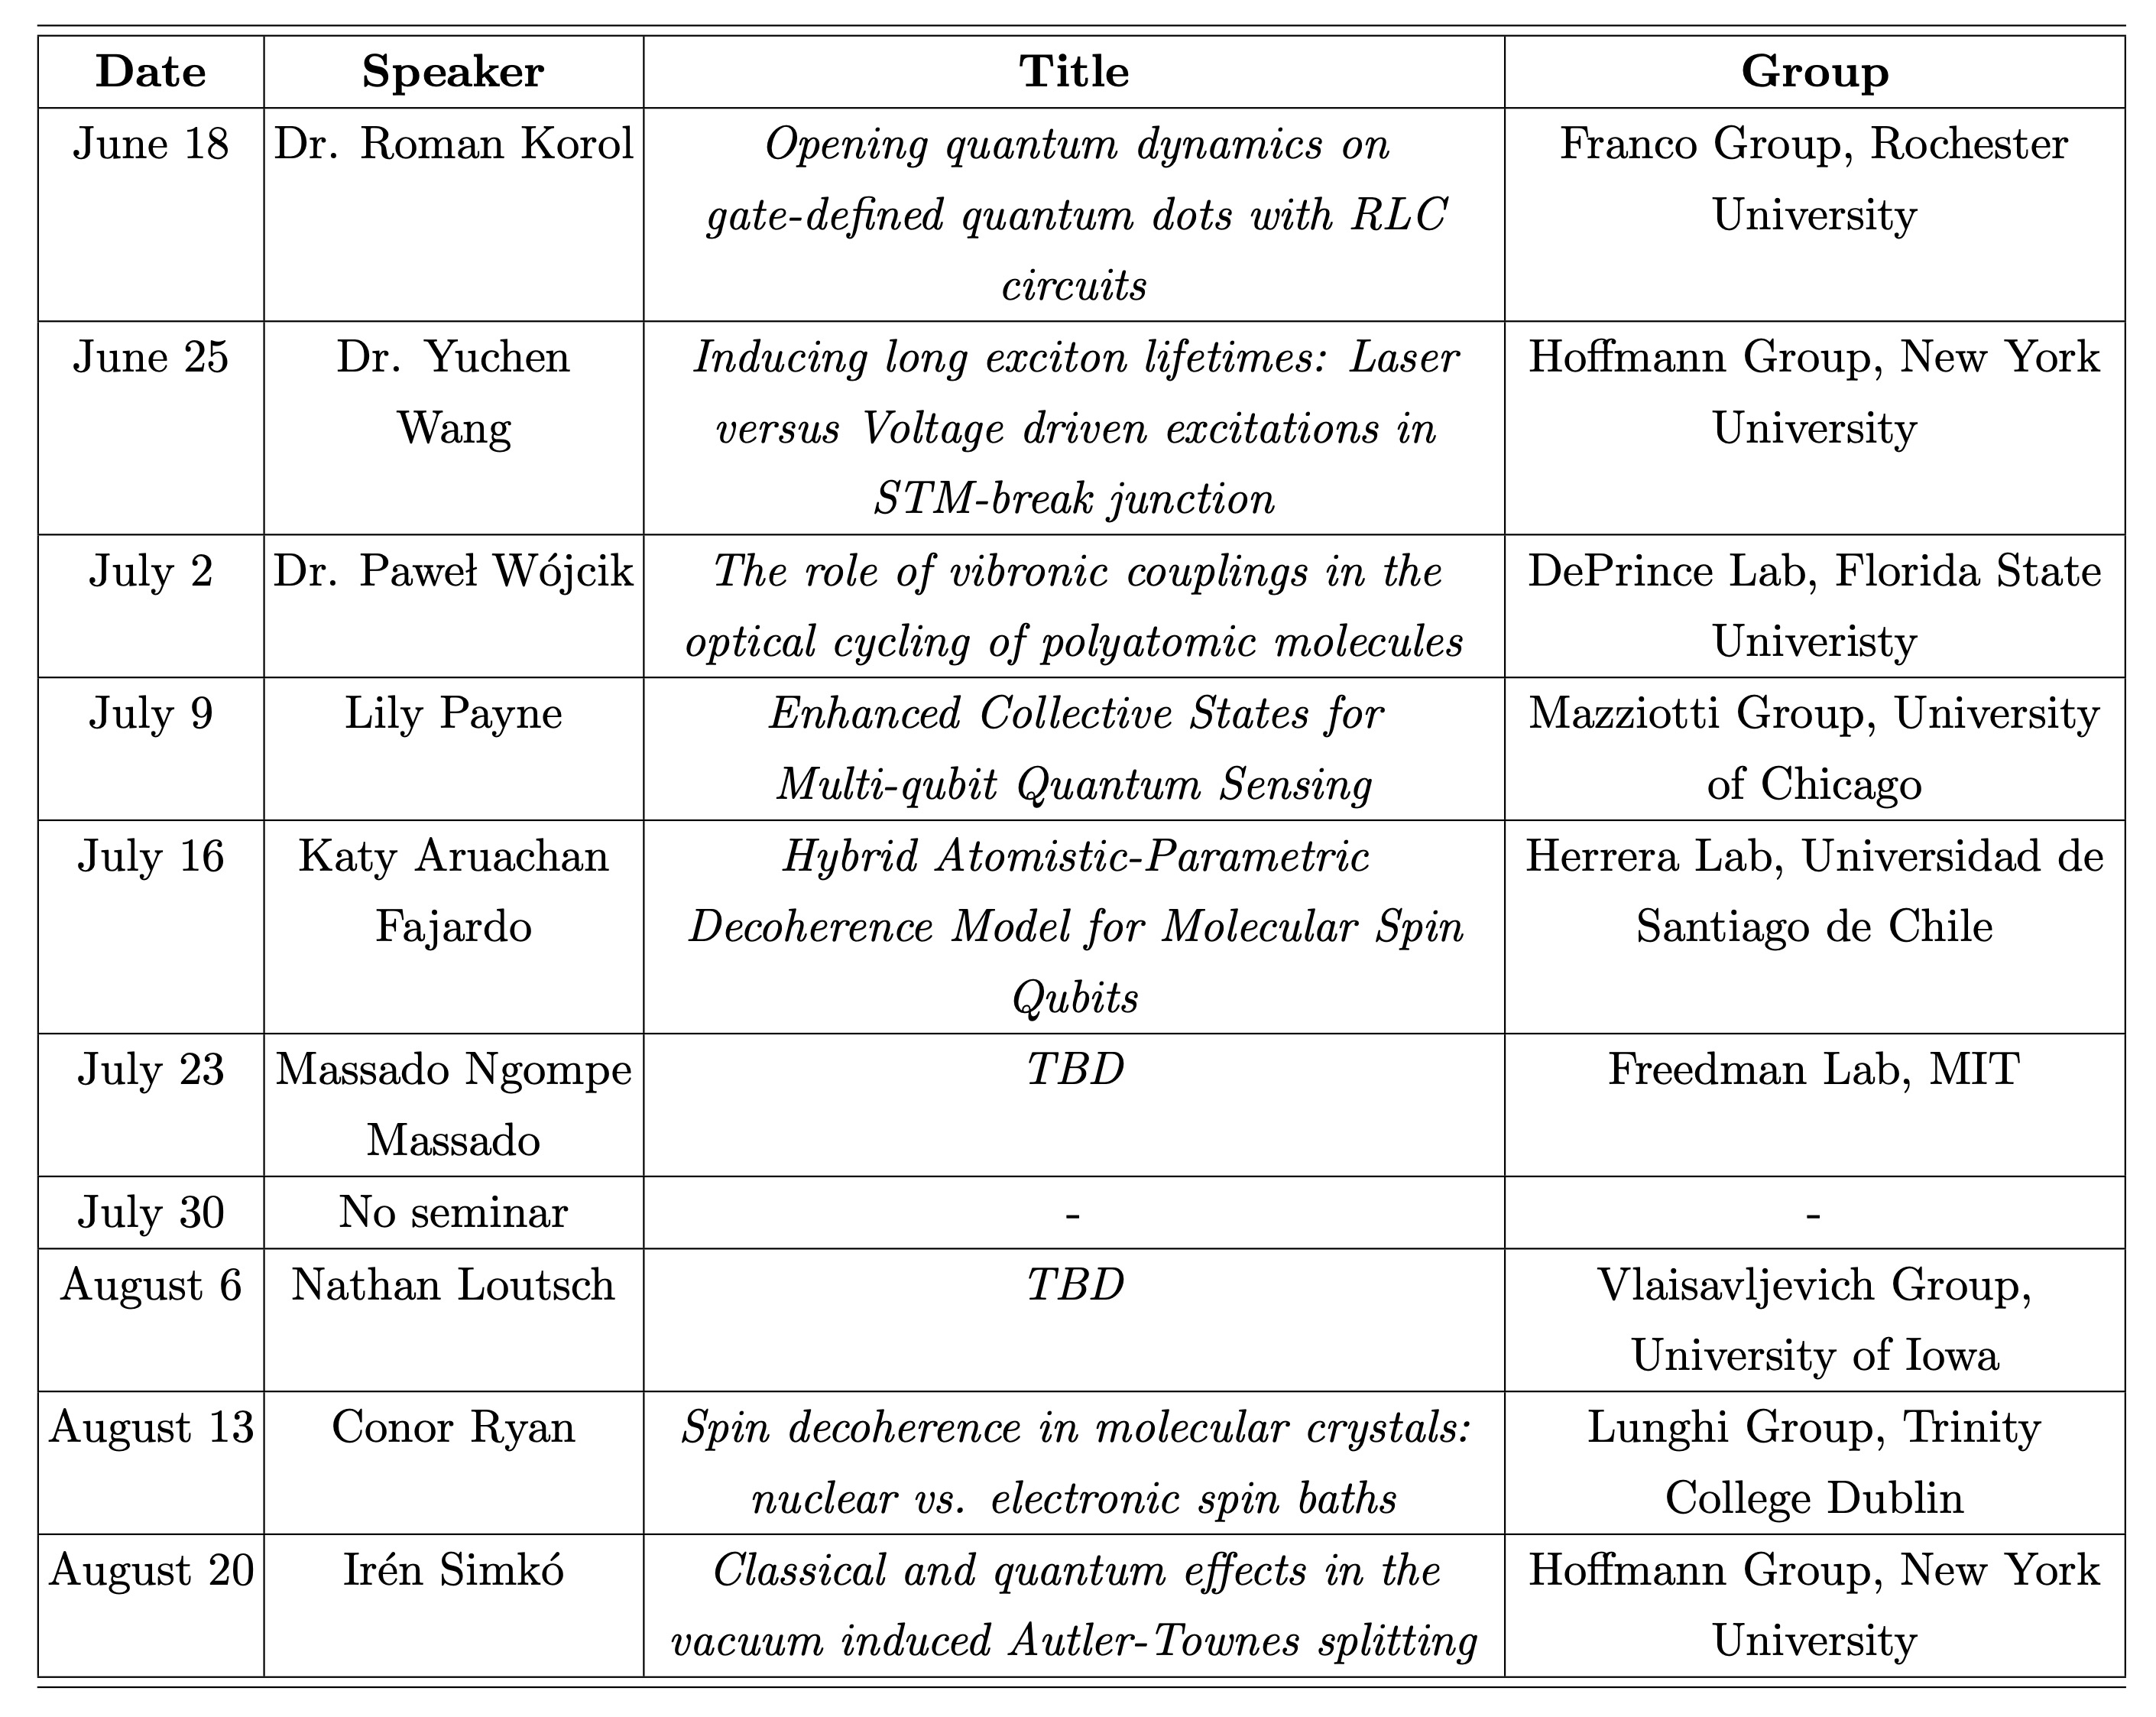 Date Speaker Title Group
June 18 Dr. Roman Korol Opening quantum dynamics on Franco Group, Rochester
gate-defined quantum dots with RLC University
circuits
June 25 Dr. Yuchen Inducing long exciton lifetimes: Laser Hoffmann Group, New York
Wang versus Voltage driven excitations in University
STM-break junction
July 2 Dr. Paweł Wójcik The role of vibronic couplings in the DePrince Lab, Florida State
optical cycling of polyatomic molecules Univeristy
July 9 Lily Payne Enhanced Collective States for Mazziotti Group, University
Multi-qubit Quantum Sensing of Chicago
July 16 Katy Aruachan Hybrid Atomistic-Parametric Herrera Lab, Universidad de
Fajardo Decoherence Model for Molecular Spin Santiago de Chile
Qubits
July 23 Massado Ngompe TBD Freedman Lab, MIT
Massado
July 30 No seminar - -
August 6 Nathan Loutsch TBD Vlaisavljevich Group,
University of Iowa
August 13 Conor Ryan Spin decoherence in molecular crystals: Lunghi Group, Trinity
nuclear vs. electronic spin baths College Dublin
August 20 Irén Simkó Classical and quantum effects in the Hoffmann Group, New York
vacuum induced Autler-Townes splitting University